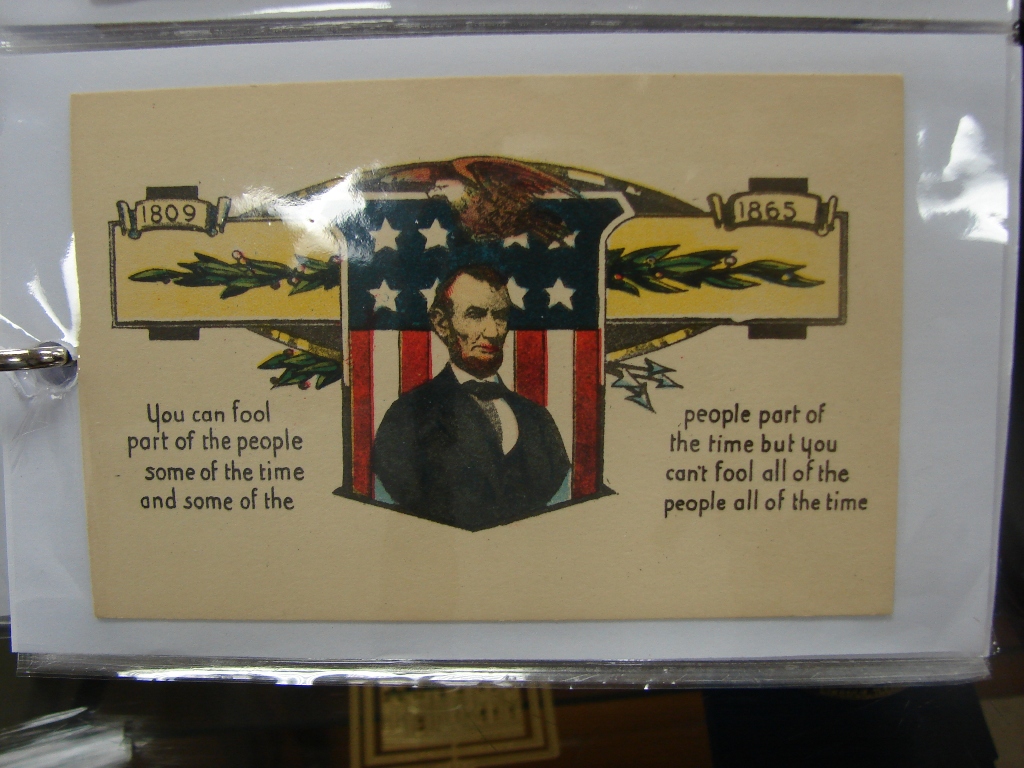 1809
1865
You can fool
part of the people
some of the time
and some of the
people part of
the time but you
can't fool all of the
people all of the time